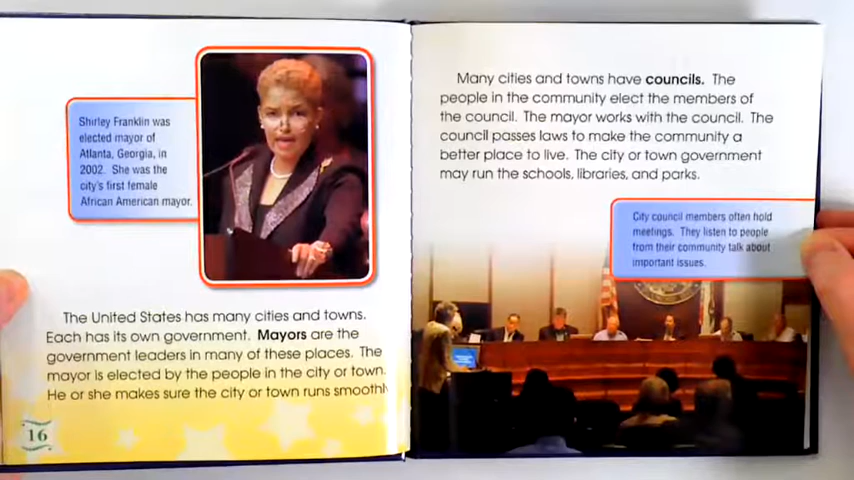 Shirley Franklin was
elected mayor of
Atlanta, Georgia, in
2002. She was the
city's first female
African American mayor.
The United States has many cities and towns.
Each has its own government. Mayors are the
government leaders in many of these places. The
mayor is elected by the people in the city or town.
He or she makes sure the city or town runs smoothly
16
Many cities and towns have councils. The
people in the community elect the members of
the council. The mayor works with the council. The
council passes laws to make the community a
better place to live. The city or town government
may run the schools, libraries, and parks.
City council members often hold
meetings. They listen to people
from their community talk about
important issues.